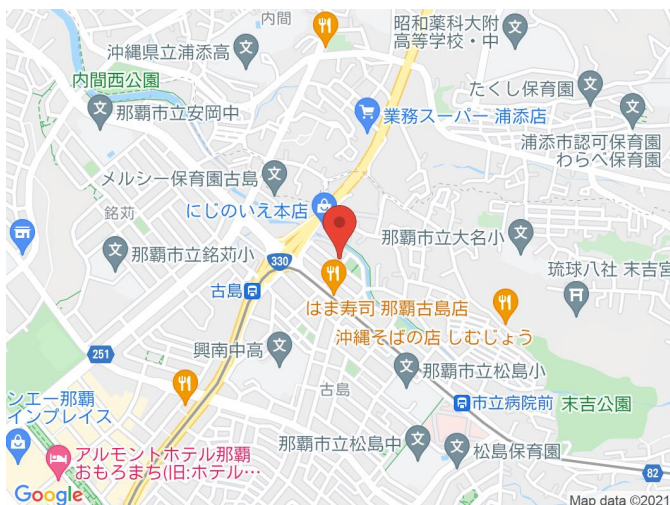 内間
昭和薬科大附
高等学校・中
沖縄県立浦添高
内間西公園
たくし保育園
那覇市立安岡中
業務スーパー 浦添店
浦添市認可保育園
わらべ保育園
メルシー保育園古島
にじのいえ本店
銘苅
那覇市立大名小
那覇市立銘苅小
330
琉球八社 末吉宮
古島
はま寿司 那覇古島店
沖縄そばの店 しむじょう
251
興南中高
古島
那覇市立松島小
市立病院前
末吉公園
シエー那覇
インプレイス
那覇市立松島中
松島保育園
アルモントホテル那覇
おもろまち(旧:ホテル…
82
Google
Map data ©2021